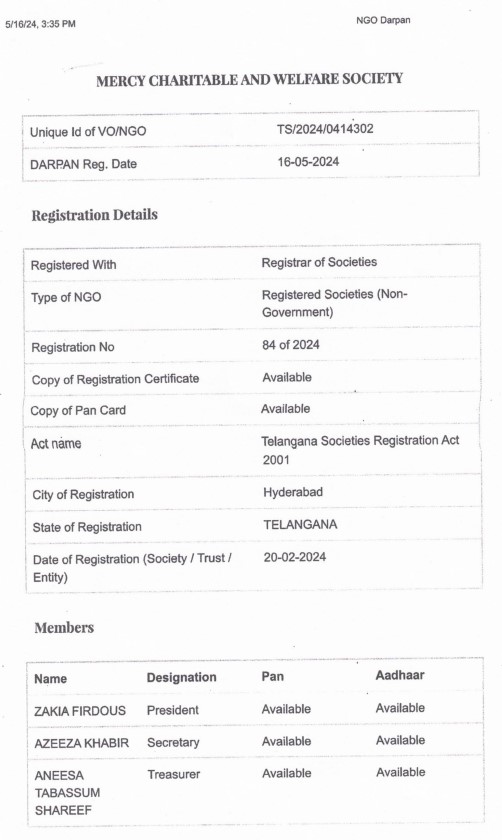 5/16/24, 3:35 PM NGO Darpan
MERCY CHARITABLE AND WELFARE SOCIETY
Unique Id of VO/NGO TS/2024/0414302
DARPAN Reg. Date 16-05-2024
Registration Details
Registered With Registrar of Societies
Type of NGO Registered Societies (Non-
Government)
Registration No 84 of 2024
Copy of Registration Certificate Available
Copy of Pan Card Available
Act name Telangana Societies Registration Act
2001
City of Registration Hyderabad
State of Registration TELANGANA
Date of Registration (Society / Trust / 20-02-2024
Entity)
Members
Name Designation Pan Aadhaar
ZAKIA FIRDOUS President Available Available
AZEEZA KHABIR Secretary Available Available
ANEESA Treasurer Available Available
TABASSUM
SHAREEF